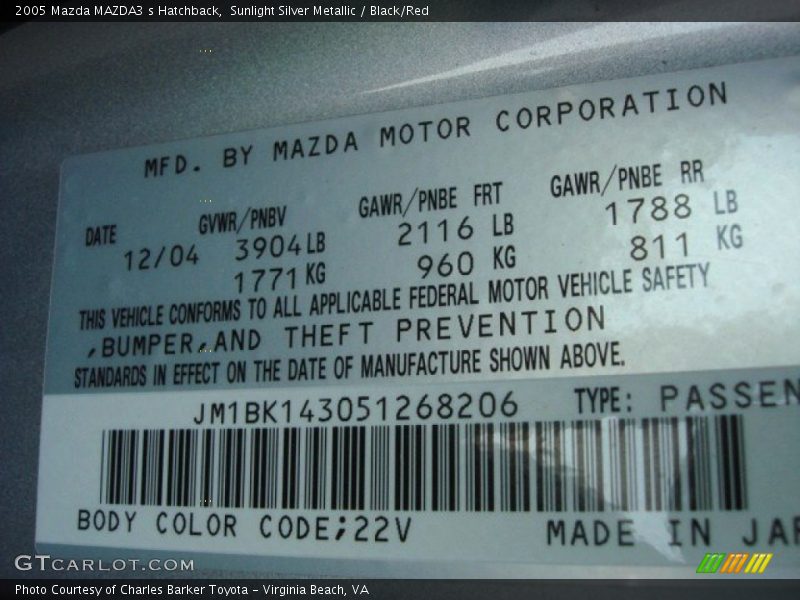 2005 Mazda MAZDA3 s Hatchback,  Sunlight Silver Metallic / Black/Red
MFD. BY MAZDA MOTOR CORPORATION
DATE GVWR/PNBV GAWR/PNBE FRT GAWR/PNBE RR
12/04 3904 LB 2116 LB 1788 LB
1771 KG 960 KG 811 KG
THIS VEHICLE CONFORMS TO ALL APPLICABLE FEDERAL MOTOR VEHICLE SAFETY
,BUMPER,AND THEFT PREVENTION
STANDARDS IN EFFECT ON THE DATE OF MANUFACTURE SHOWN ABOVE.
JM1BK143051268206 TYPE: PASSEN
BODY COLOR CODE;22V MADE IN JAP
GTCARLOT.COM
Photo Courtesy of Charles Barker Toyota – Virginia Beach, VA